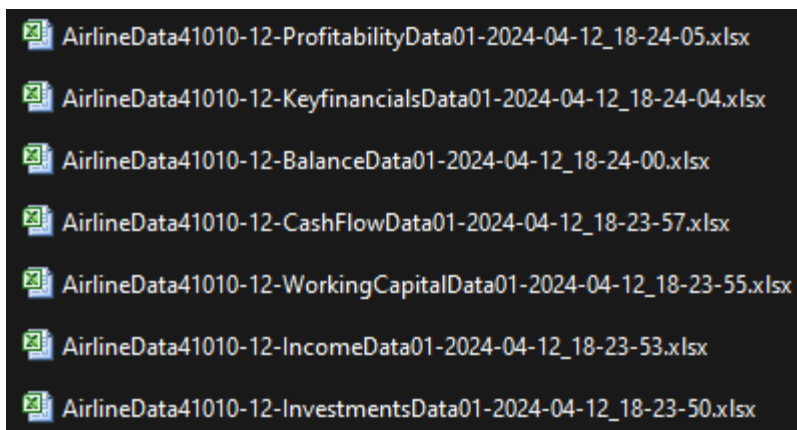 AirlineData41010-12-ProfitabilityData01-2024-04-12_18-24-05.xlsx
AirlineData41010-12-KeyfinancialsData01-2024-04-12_18-24-04.xlsx
AirlineData41010-12-BalanceData01-2024-04-12_18-24-00.xlsx
AirlineData41010-12-CashFlowData01-2024-04-12_18-23-57.xlsx
AirlineData41010-12-WorkingCapitalData01-2024-04-12_18-23-55.xlsx
AirlineData41010-12-IncomeData01-2024-04-12_18-23-53.xlsx
AirlineData41010-12-InvestmentsData01-2024-04-12_18-23-50.xlsx